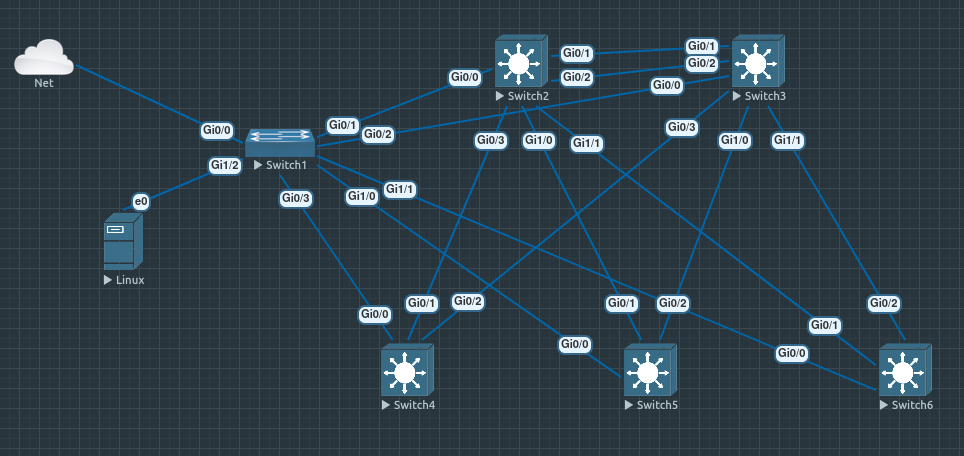 Gi0/1
Gi0/1
Gi0/2
Gi0/2
Gi0/0
Gi0/0
Net
Switch2
Switch3
Gi0/0
Gi0/1
Gi0/2
Gi0/3
Gi0/3
Gi1/0
Gi1/1
Gi1/0
Gi1/1
Gi1/2
Switch1
Gi0/3
Gi1/0
Gi1/1
e0
Linux
Gi0/0
Gi0/1
Gi0/2
Gi0/1
Gi0/2
Gi0/2
Gi0/1
Gi0/0
Gi0/0
Switch4
Switch5
Switch6